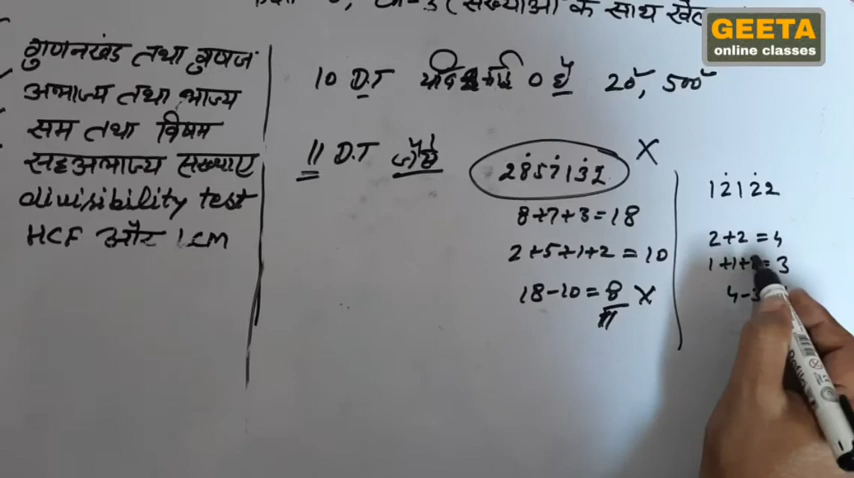 (संख्याओं के साथ
GEETA
online classes
गुणनखंड तथा गुणज
अभाज्य तथा भाज्य
सम तथा विषम
सहअभाज्य संख्याएं
divisibility test
HCF और LCM
10 D.T 0 हो 20, 500
11 D.T जोड़े
2857132 X
8+7+3=18
2+5+1+2=10
18-10=8 X
11
12122
2+2=4
1+1+ =3
4-3